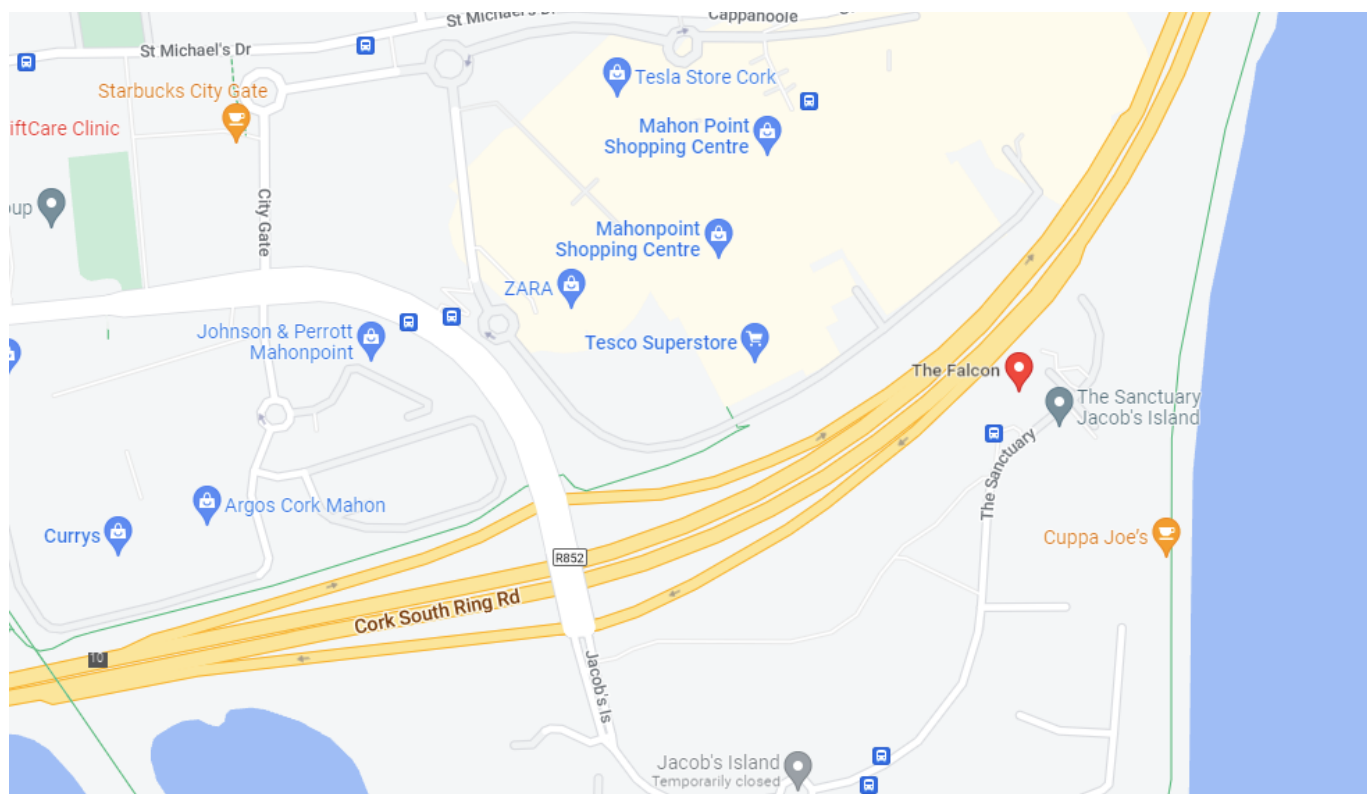 St Michael's Dr
Cappanoole
St Michael's Dr
Tesla Store Cork
Starbucks City Gate
iftCare Clinic
Mahon Point
Shopping Centre
oup
City Gate
Mahonpoint
Shopping Centre
ZARA
Johnson & Perrott
Mahonpoint
Tesco Superstore
The Falcon
The Sanctuary
Jacob's Island
The Sanctuary
Argos Cork Mahon
Currys
Cuppa Joe's
R852
Cork South Ring Rd
10
Jacob's Is
Jacob's Island
Temporarily closed